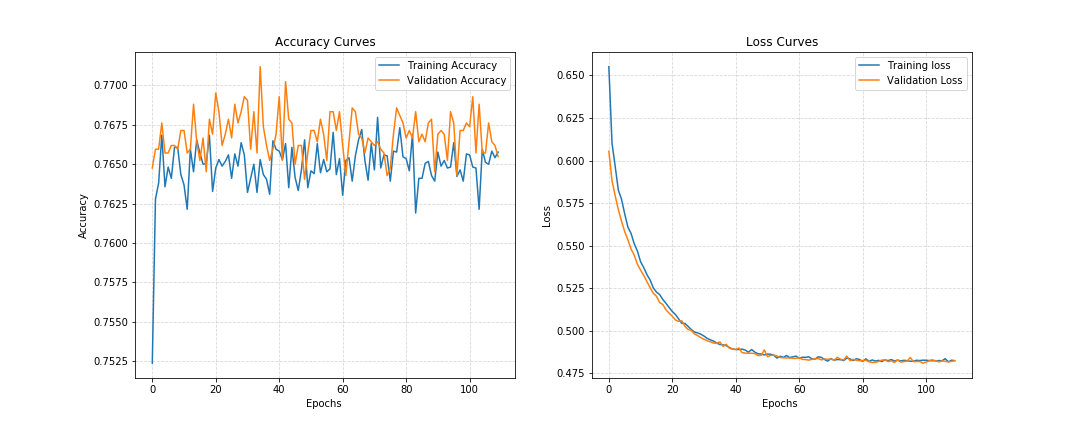 Accuracy Curves
Training Accuracy
Validation Accuracy
0.7700
0.7675
0.7650
0.7625
0.7600
0.7575
0.7550
0.7525
Accuracy
0 20 40 60 80 100
Epochs
Loss Curves
Training loss
Validation Loss
0.650
0.625
0.600
0.575
0.550
0.525
0.500
0.475
Loss
0 20 40 60 80 100
Epochs